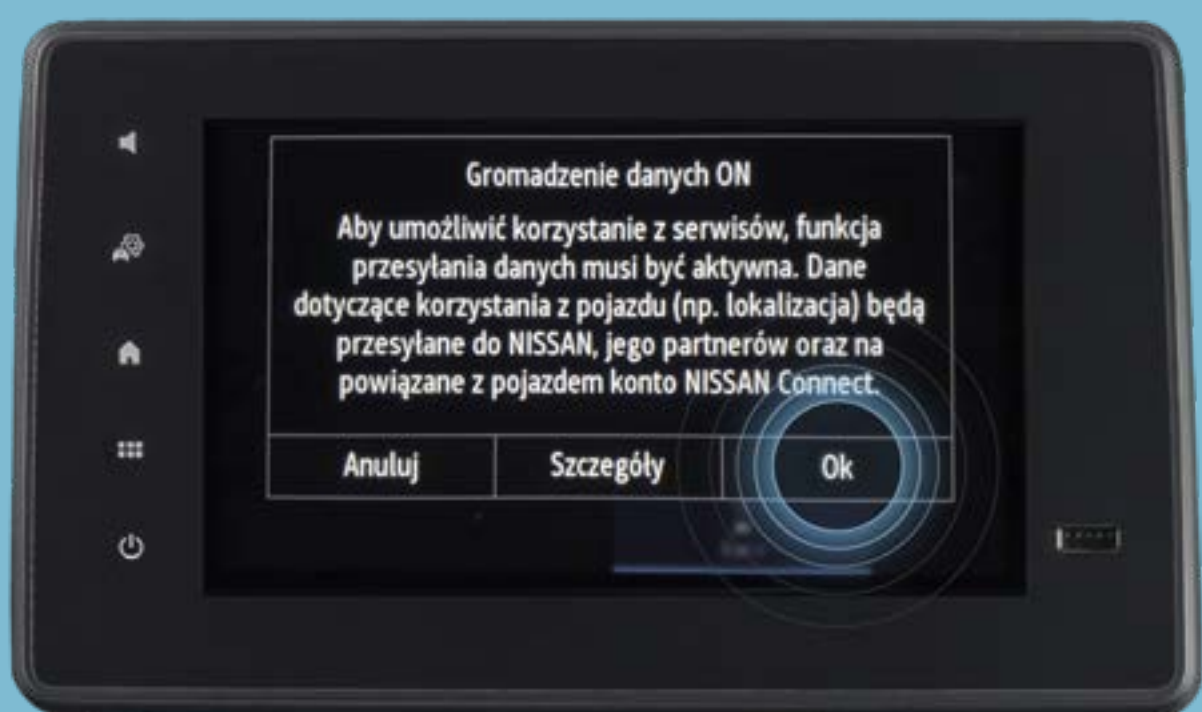 Gromadzenie danych ON
Aby umożliwić korzystanie z serwisów, funkcja
przesyłania danych musi być aktywna. Dane
dotyczące korzystania z pojazdu (np. lokalizacja) będą
przesyłane do NISSAN, jego partnerów oraz na
powiązane z pojazdem konto NISSAN Connect.
Anuluj
Szczegóły
Ok